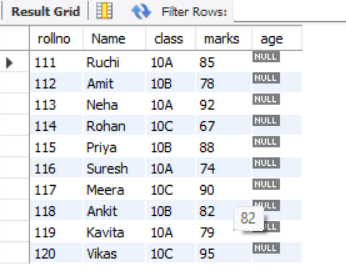 Result Grid Filter Rows:
rollno Name class marks age
111 Ruchi 10A 85 NULL
112 Amit 10B 78 NULL
113 Neha 10A 92 NULL
114 Rohan 10C 67 NULL
115 Priya 10B 88 NULL
116 Suresh 10A 74 NULL
117 Meera 10C 90 NULL
118 Ankit 10B 82 NULL
82
119 Kavita 10A 79 NULL
120 Vikas 10C 95 NULL